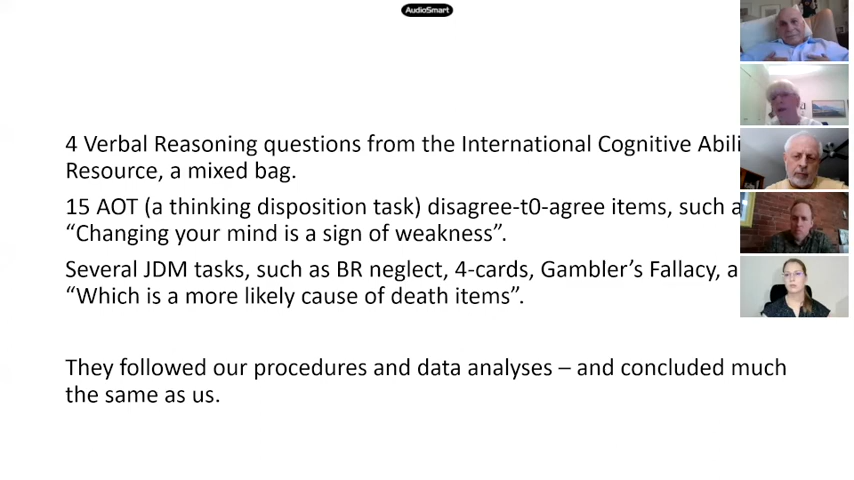 AudioSmart
4 Verbal Reasoning questions from the International Cognitive
Resource, a mixed bag.
15 AOT (a thinking disposition task) disagree-t0-agree items, such
“Changing your mind is a sign of weakness”.
Several JDM tasks, such as BR neglect, 4-cards, Gambler’s Fallacy,
“Which is a more likely cause of death items”.
They followed our procedures and data analyses – and concluded much
the same as us.